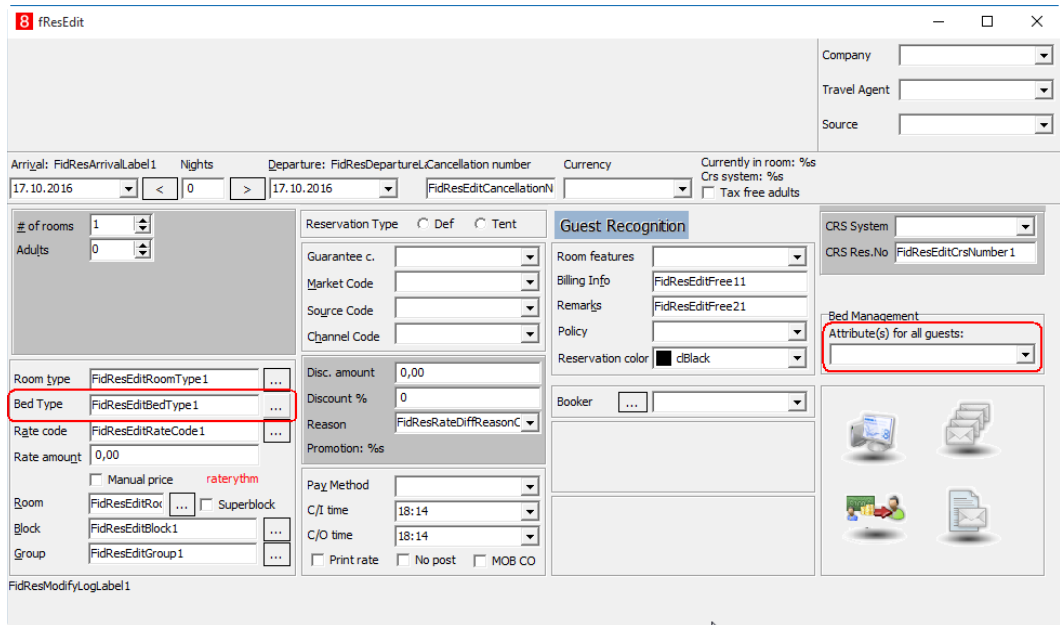 8 fResEdit
Company
Travel Agent
Source
Arrival: FidResArrivalLabel1 Nights Departure: FidResDepartureLa Cancellation number Currency Currently in room: %s
Crs system: %s
17.10.2016 < 0 > 17.10.2016 FidResEditCancellationN Tax free adults
# of rooms 1
Adults 0
Reservation Type Def Tent
Guarantee c.
Market Code
Source Code
Channel Code
Guest Recognition
Room features
Billing Info FidResEditFree11
Remarks FidResEditFree21
Policy
Reservation color clBlack
CRS System
CRS Res.No FidResEditCrsNumber1
Bed Management
Attribute(s) for all guests:
Room type FidResEditRoomType1 ...
Bed Type FidResEditBedType1 ...
Rate code FidResEditRateCode1 ...
Rate amount 0,00
Manual price raterythm
Room FidResEditRoo ... Superblock
Block FidResEditBlock1 ...
Group FidResEditGroup1 ...
Disc. amount 0,00
Discount % 0
Reason FidResRateDiffReasonC
Promotion: %s
Pay Method
C/I time 18:14
C/O time 18:14
Print rate No post MOB CO
Booker ...
FidResModifyLogLabel1